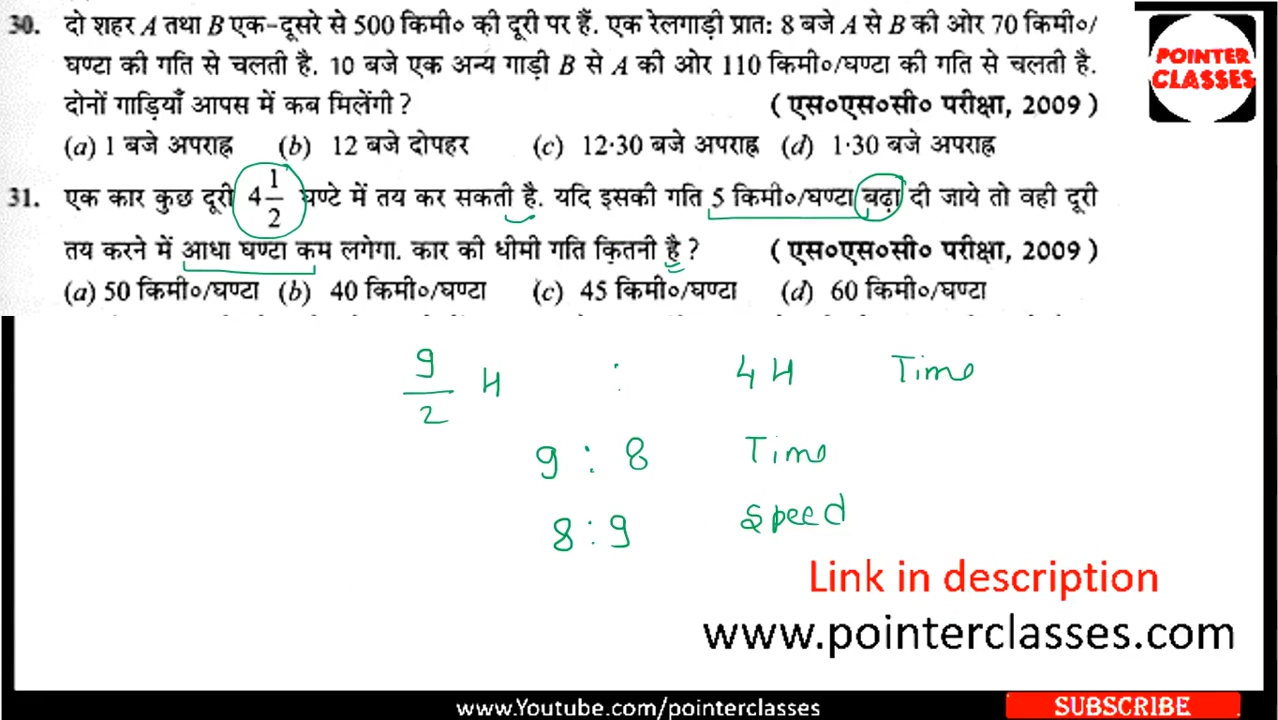 30. दो शहर A तथा B एक-दूसरे से 500 किमी० की दूरी पर हैं. एक रेलगाड़ी प्रात: 8 बजे A से B की ओर 70 किमी०/
घण्टा की गति से चलती है. 10 बजे एक अन्य गाड़ी B से A की ओर 110 किमी०/घण्टा की गति से चलती है.
दोनों गाड़ियाँ आपस में कब मिलेंगी ? ( एस०एस०सी० परीक्षा, 2009 )
(a) 1 बजे अपराह्न (b) 12 बजे दोपहर (c) 12·30 बजे अपराह्न (d) 1·30 बजे अपराह्न
31. एक कार कुछ दूरी 4 1/2 घण्टे में तय कर सकती है. यदि इसकी गति 5 किमी०/घण्टा बढ़ा दी जाये तो वही दूरी
तय करने में आधा घण्टा कम लगेगा. कार की धीमी गति कितनी है ? ( एस०एस०सी० परीक्षा, 2009 )
(a) 50 किमी०/घण्टा (b) 40 किमी०/घण्टा (c) 45 किमी०/घण्टा (d) 60 किमी०/घण्टा
POINTER
CLASSES
9/2 H : 4 H Time
9 : 8 Time
8 : 9 Speed
Link in description
www.pointerclasses.com
www.Youtube.com/pointerclasses
SUBSCRIBE